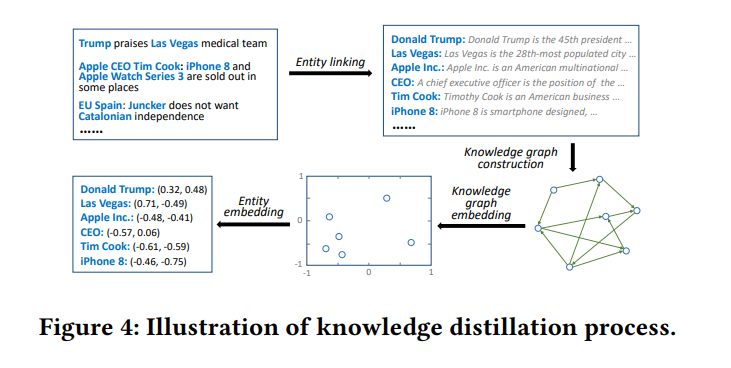 Trump praises Las Vegas medical team
Apple CEO Tim Cook: iPhone 8 and
Apple Watch Series 3 are sold out in
some places
EU Spain: Juncker does not want
Catalonian independence
......
Entity linking
Donald Trump: Donald Trump is the 45th president ...
Las Vegas: Las Vegas is the 28th-most populated city ...
Apple Inc.: Apple Inc. is an American multinational ...
CEO: A chief executive officer is the position of the ...
Tim Cook: Timothy Cook is an American business ...
iPhone 8: iPhone 8 is smartphone designed, ...
......
Knowledge graph
construction
Donald Trump: (0.32, 0.48)
Las Vegas: (0.71, -0.49)
Apple Inc.: (-0.48, -0.41)
CEO: (-0.57, 0.06)
Tim Cook: (-0.61, -0.59)
iPhone 8: (-0.46, -0.75)
Entity
embedding
1
0
-1
-1
0
1
Knowledge
graph
embedding
Figure 4: Illustration of knowledge distillation process.